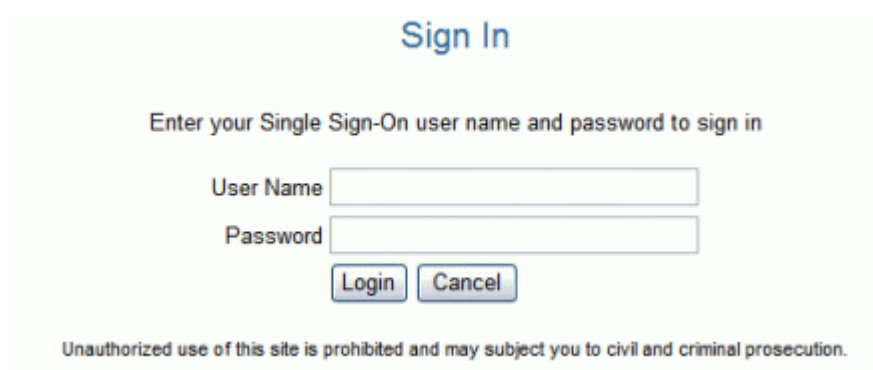 Sign In
Enter your Single Sign-On user name and password to sign in
User Name
Password
Login Cancel
Unauthorized use of this site is prohibited and may subject you to civil and criminal prosecution.